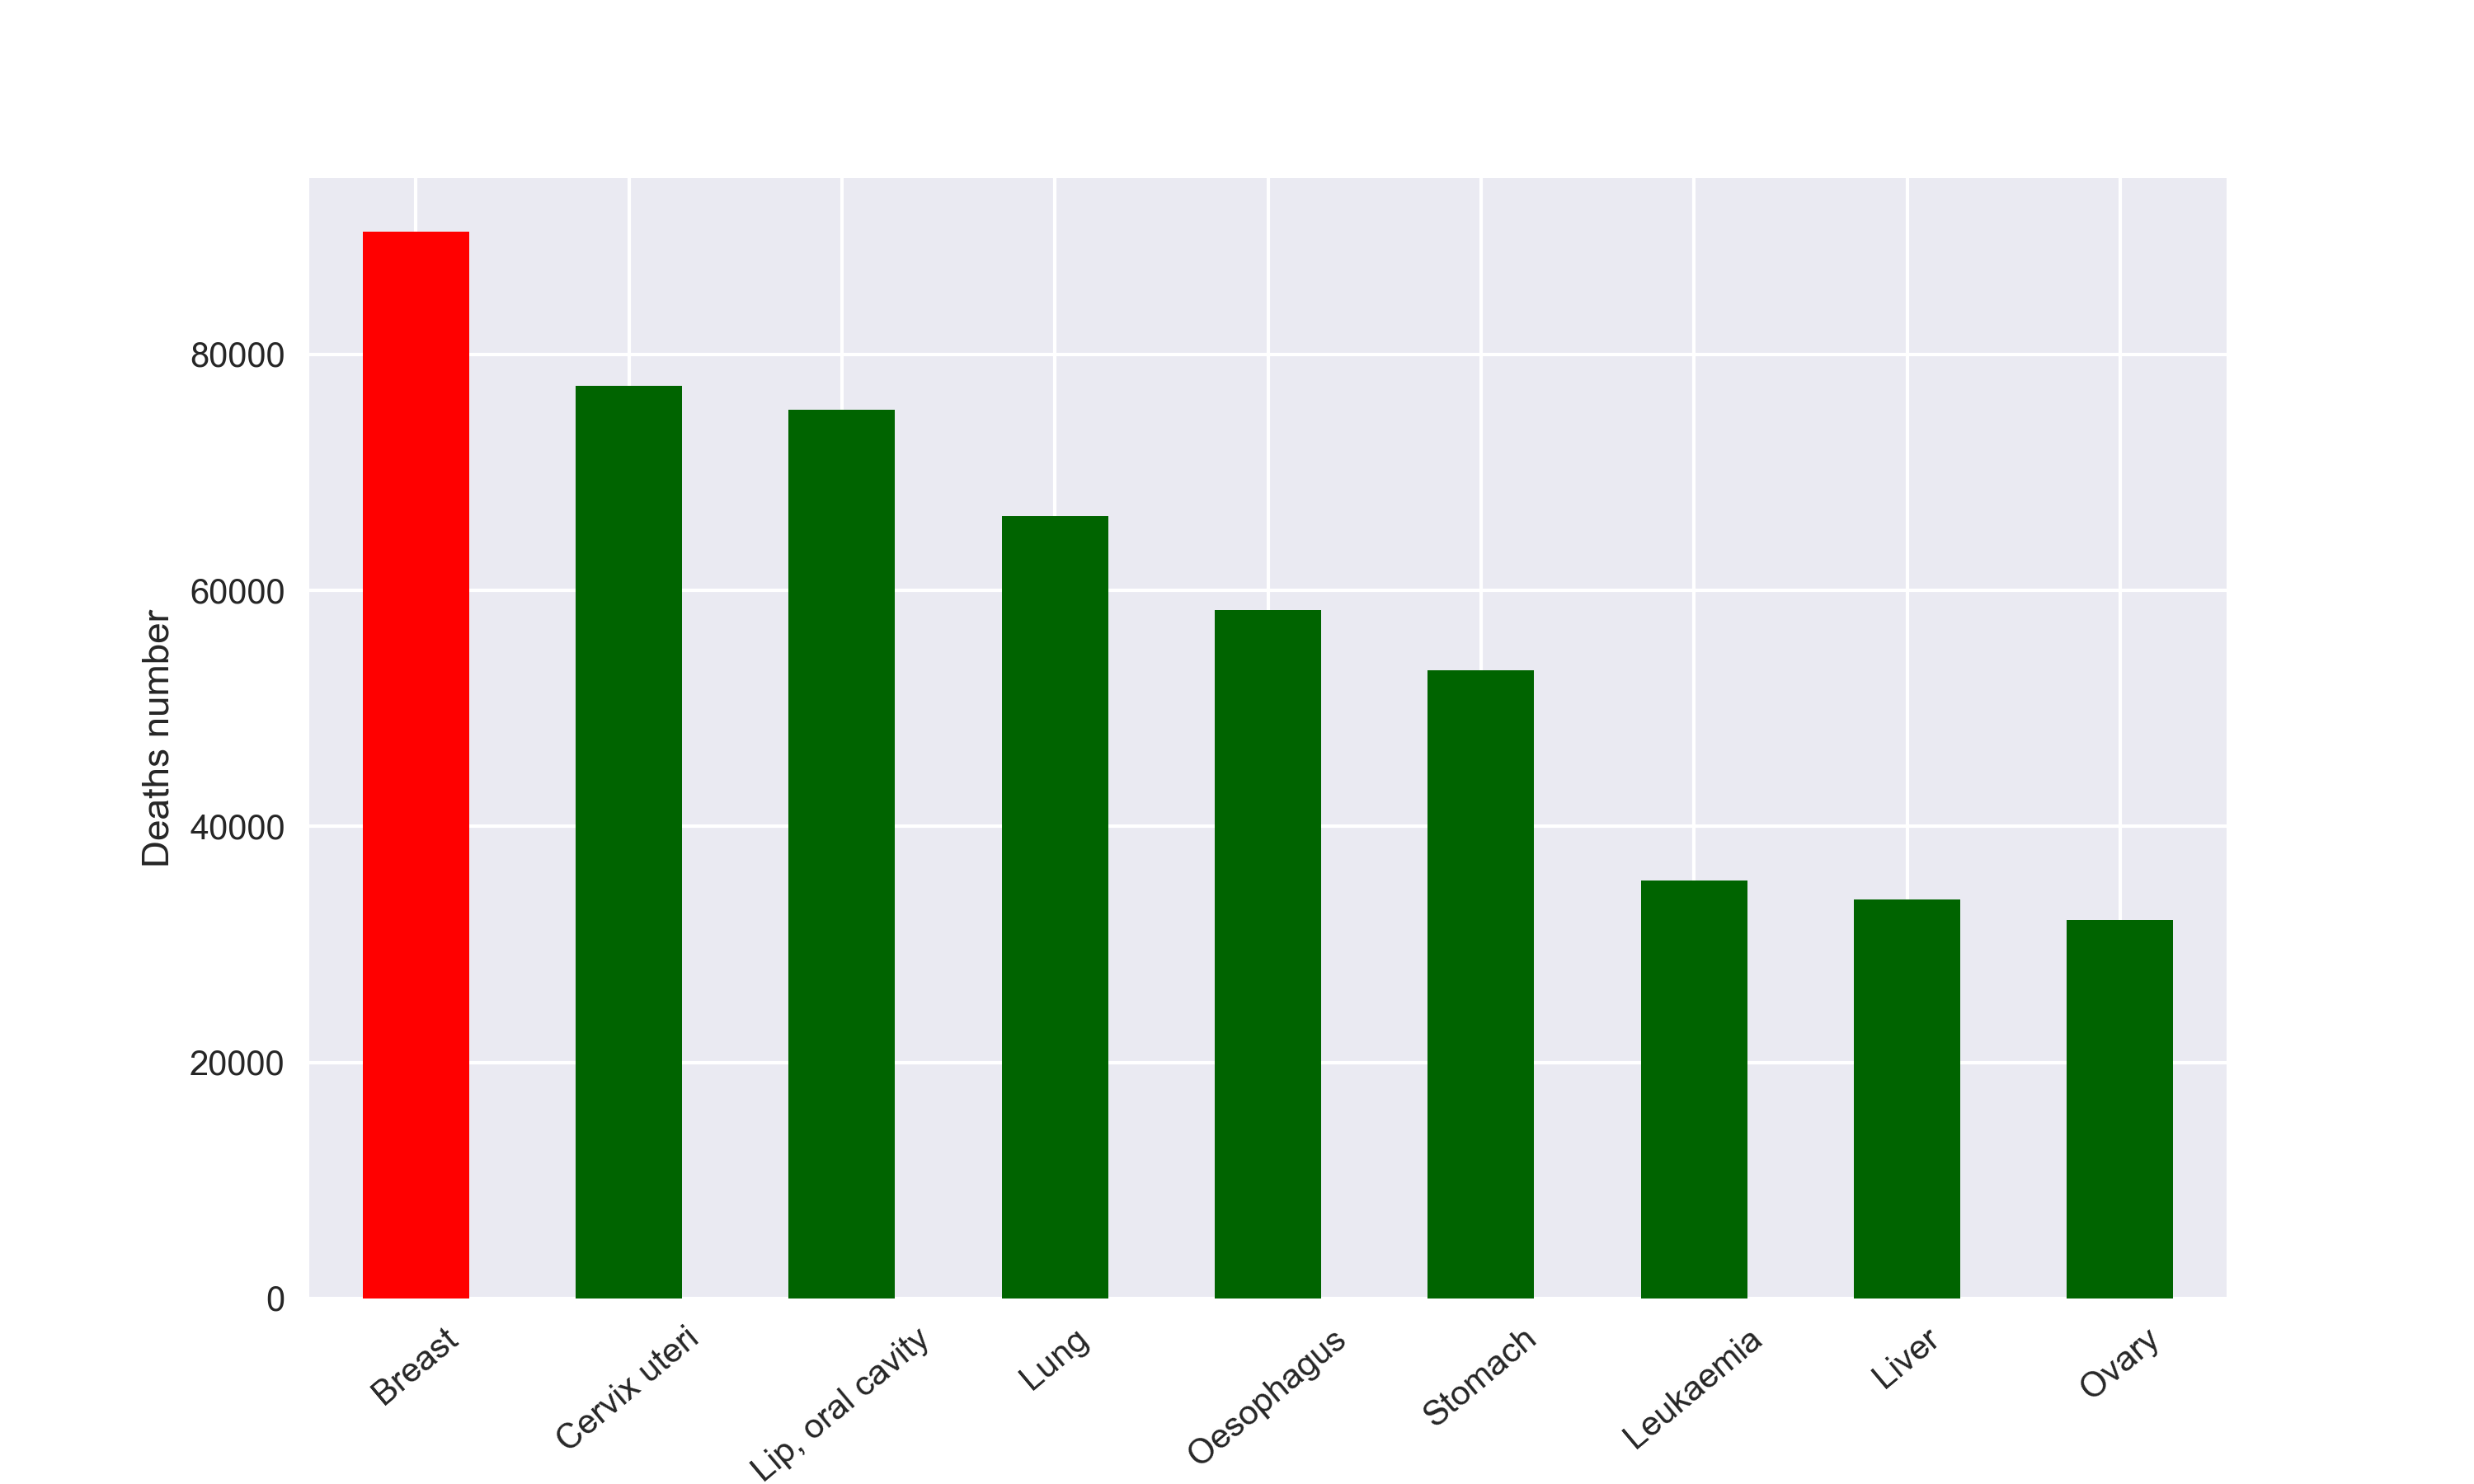 80000
60000
40000
20000
0
Deaths number
Breast
Cervix uteri
Lip, oral cavity
Lung
Oesophagus
Stomach
Leukaemia
Liver
Ovary